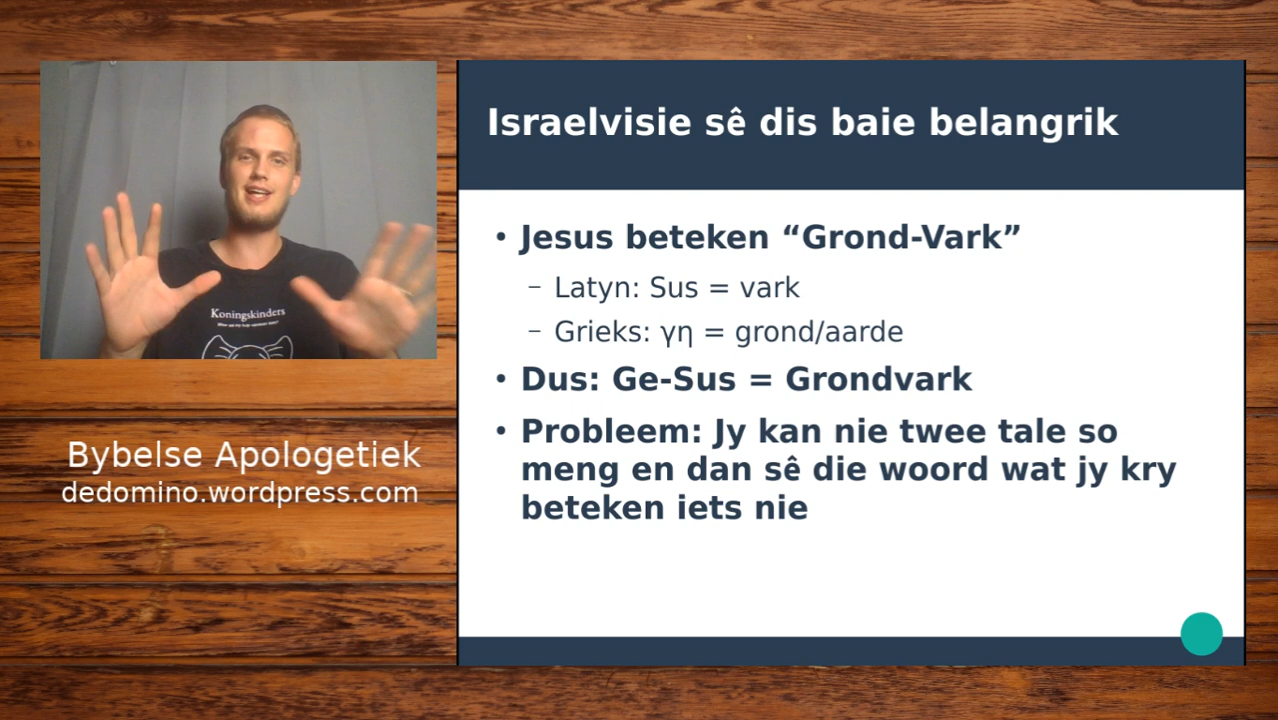 Israelvisie sê dis baie belangrik
• Jesus beteken “Grond-Vark”
– Latyn: Sus = vark
– Grieks: γη = grond/aarde
• Dus: Ge-Sus = Grondvark
• Probleem: Jy kan nie twee tale so
meng en dan sê die woord wat jy kry
beteken iets nie
Koningskinders
Bybelse Apologetiek
dedomino.wordpress.com